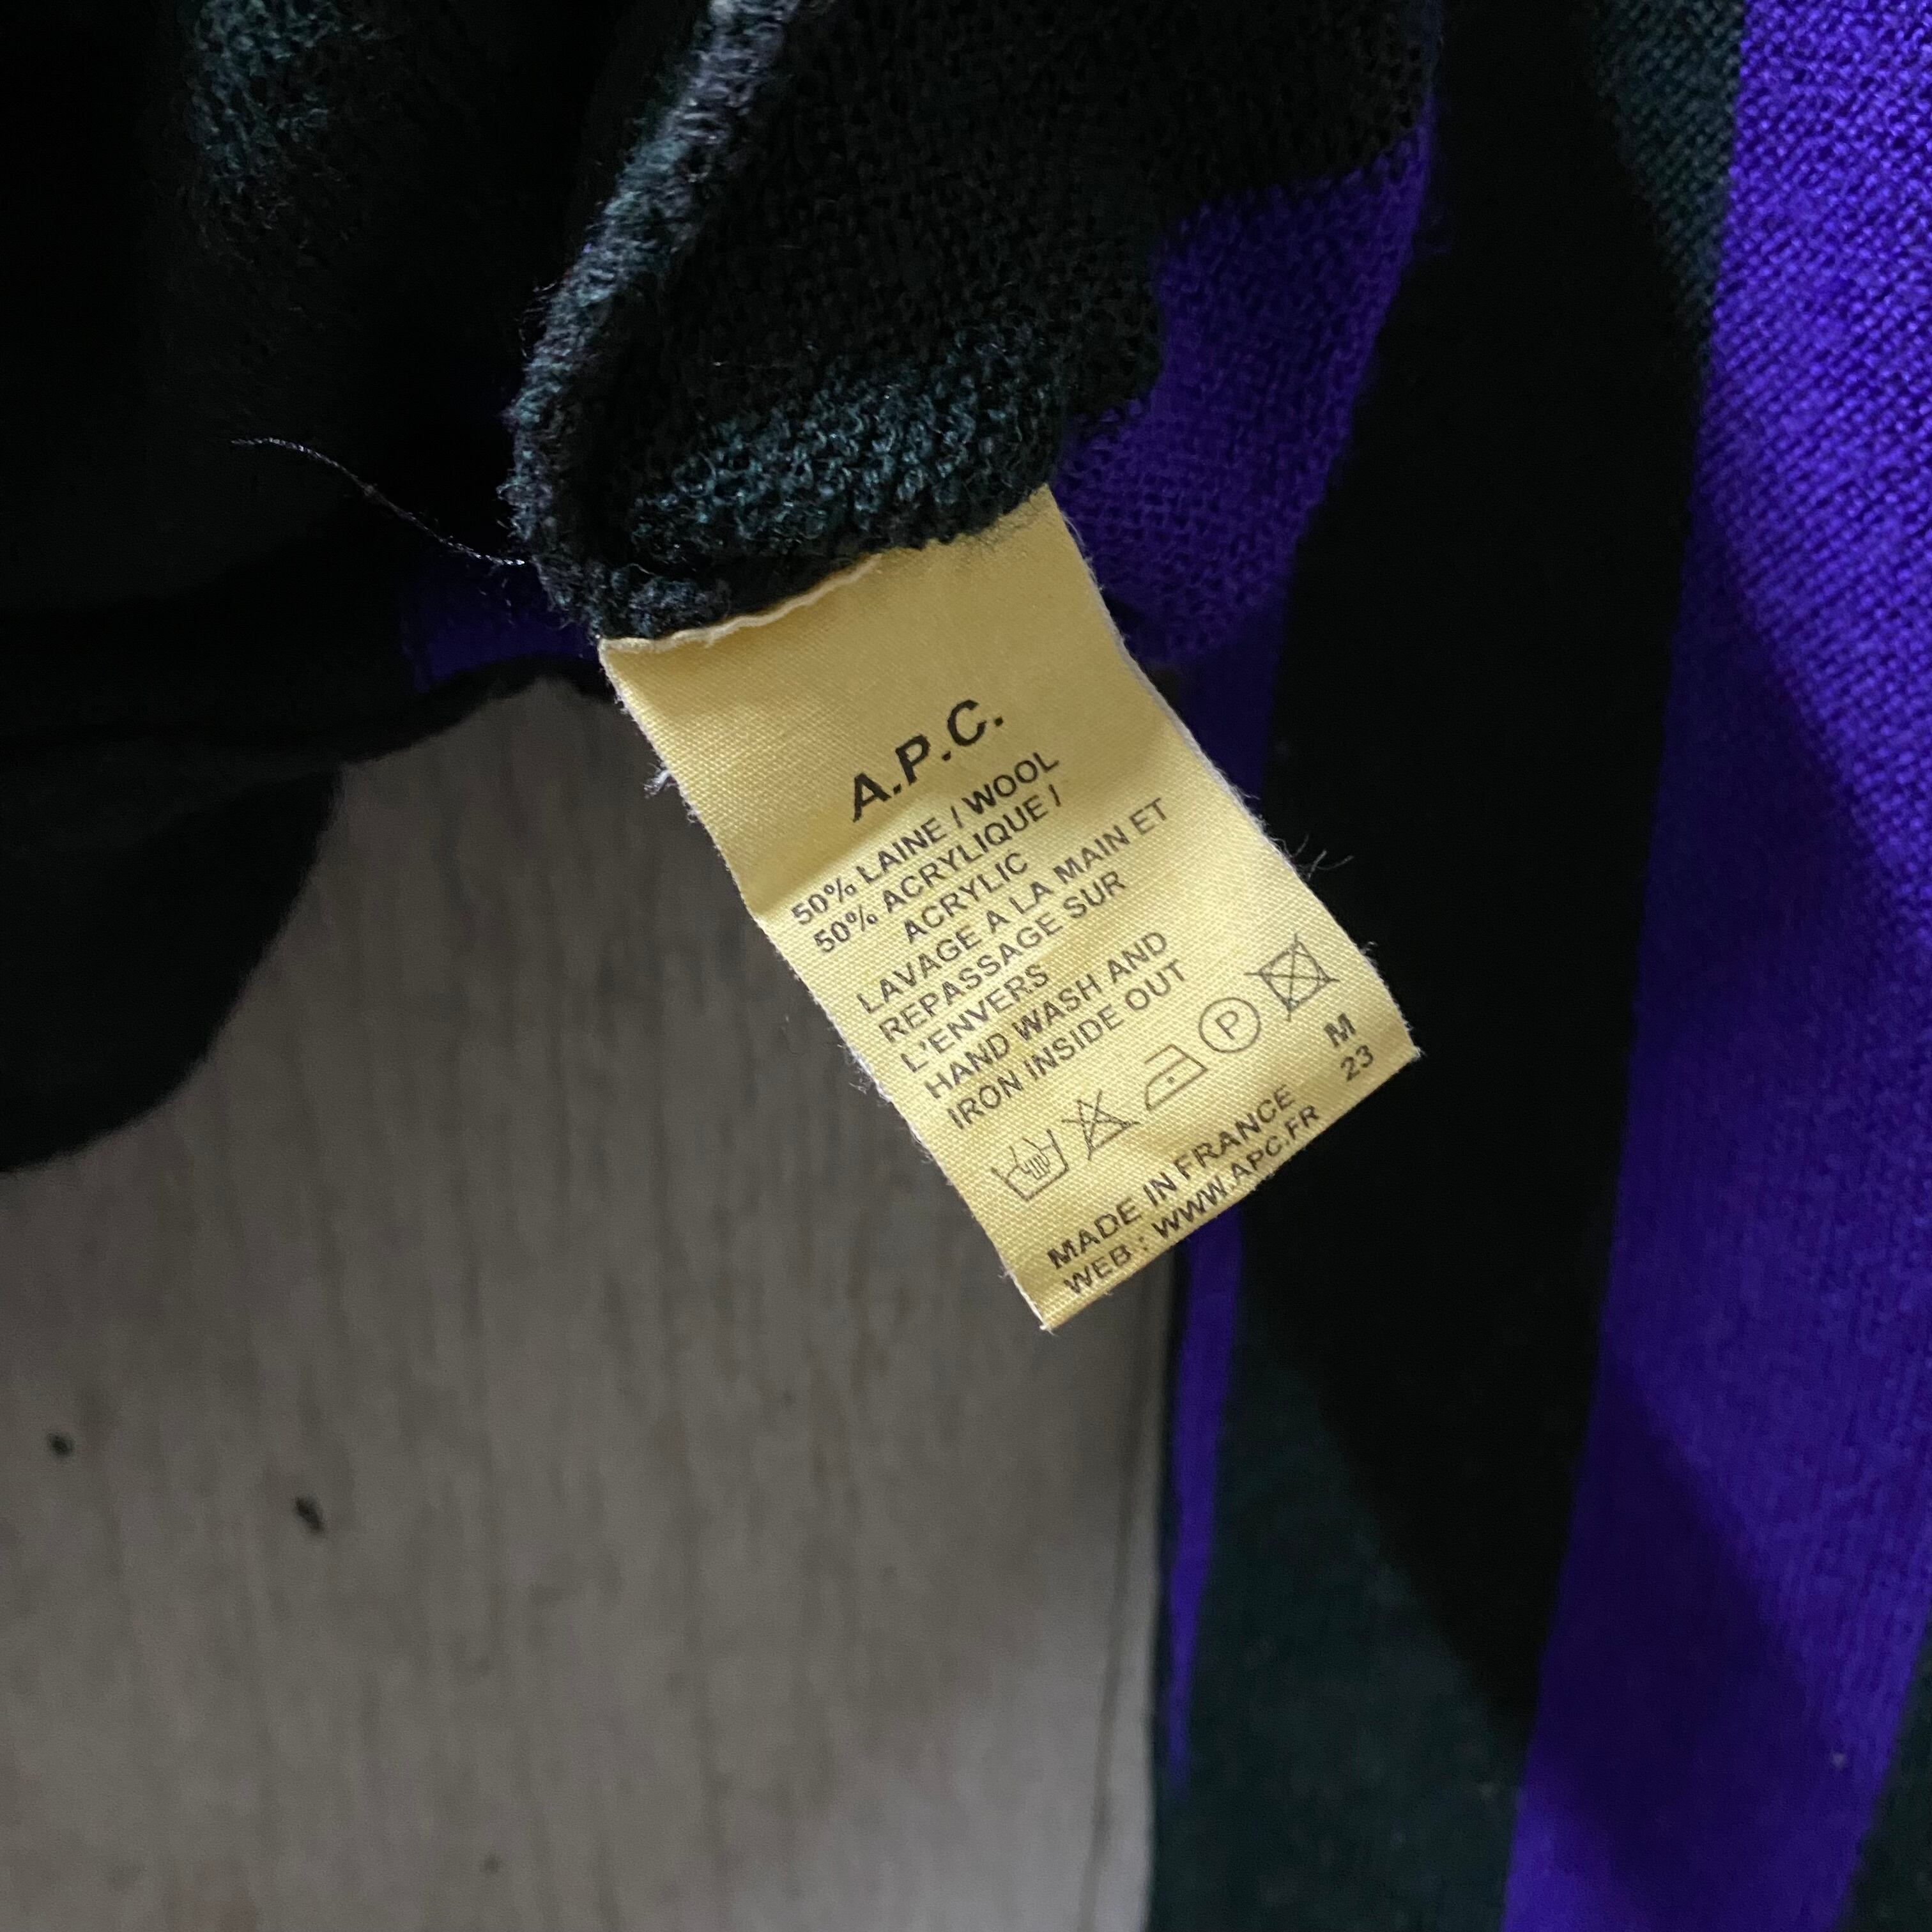 A.P.C.
50% LAINE / WOOL
50% ACRYLIQUE /
ACRYLIC
LAVAGE A LA MAIN ET
REPASSAGE SUR
L'ENVERS
HAND WASH AND
IRON INSIDE OUT
P
M
23
MADE IN FRANCE
WEB : WWW.APC.FR